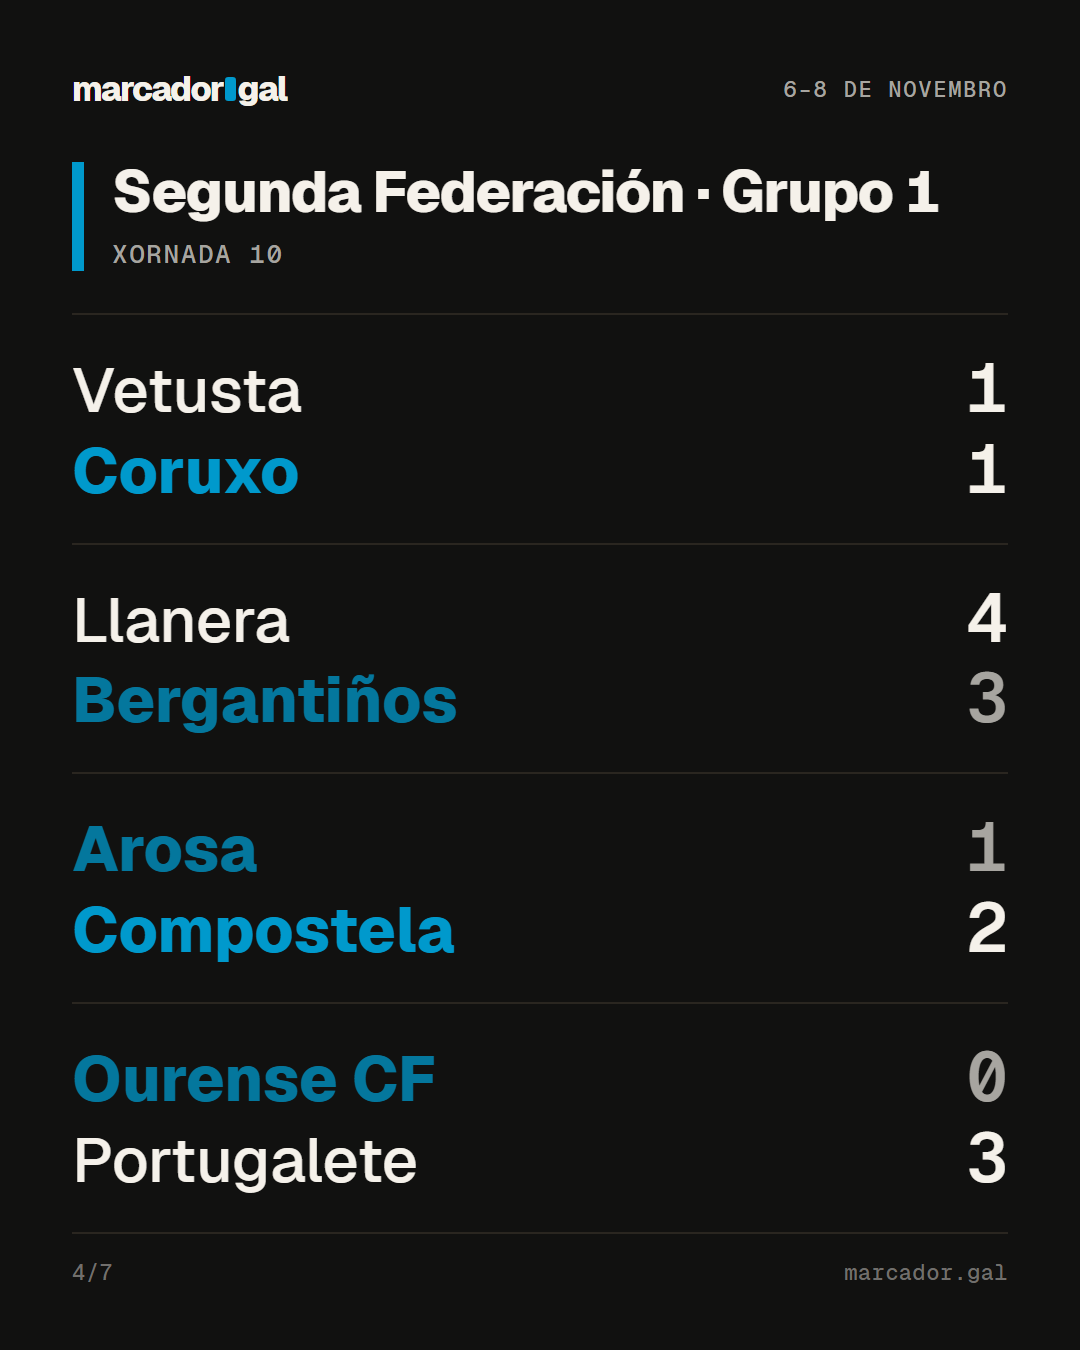 marcador gal
6-8 DE NOVEMBRO
Segunda Federación · Grupo 1
XORNADA 10
Vetusta 1
Coruxo 1
Llanera 4
Bergantiños 3
Arosa 1
Compostela 2
Ourense CF 0
Portugalete 3
4/7
marcador.gal